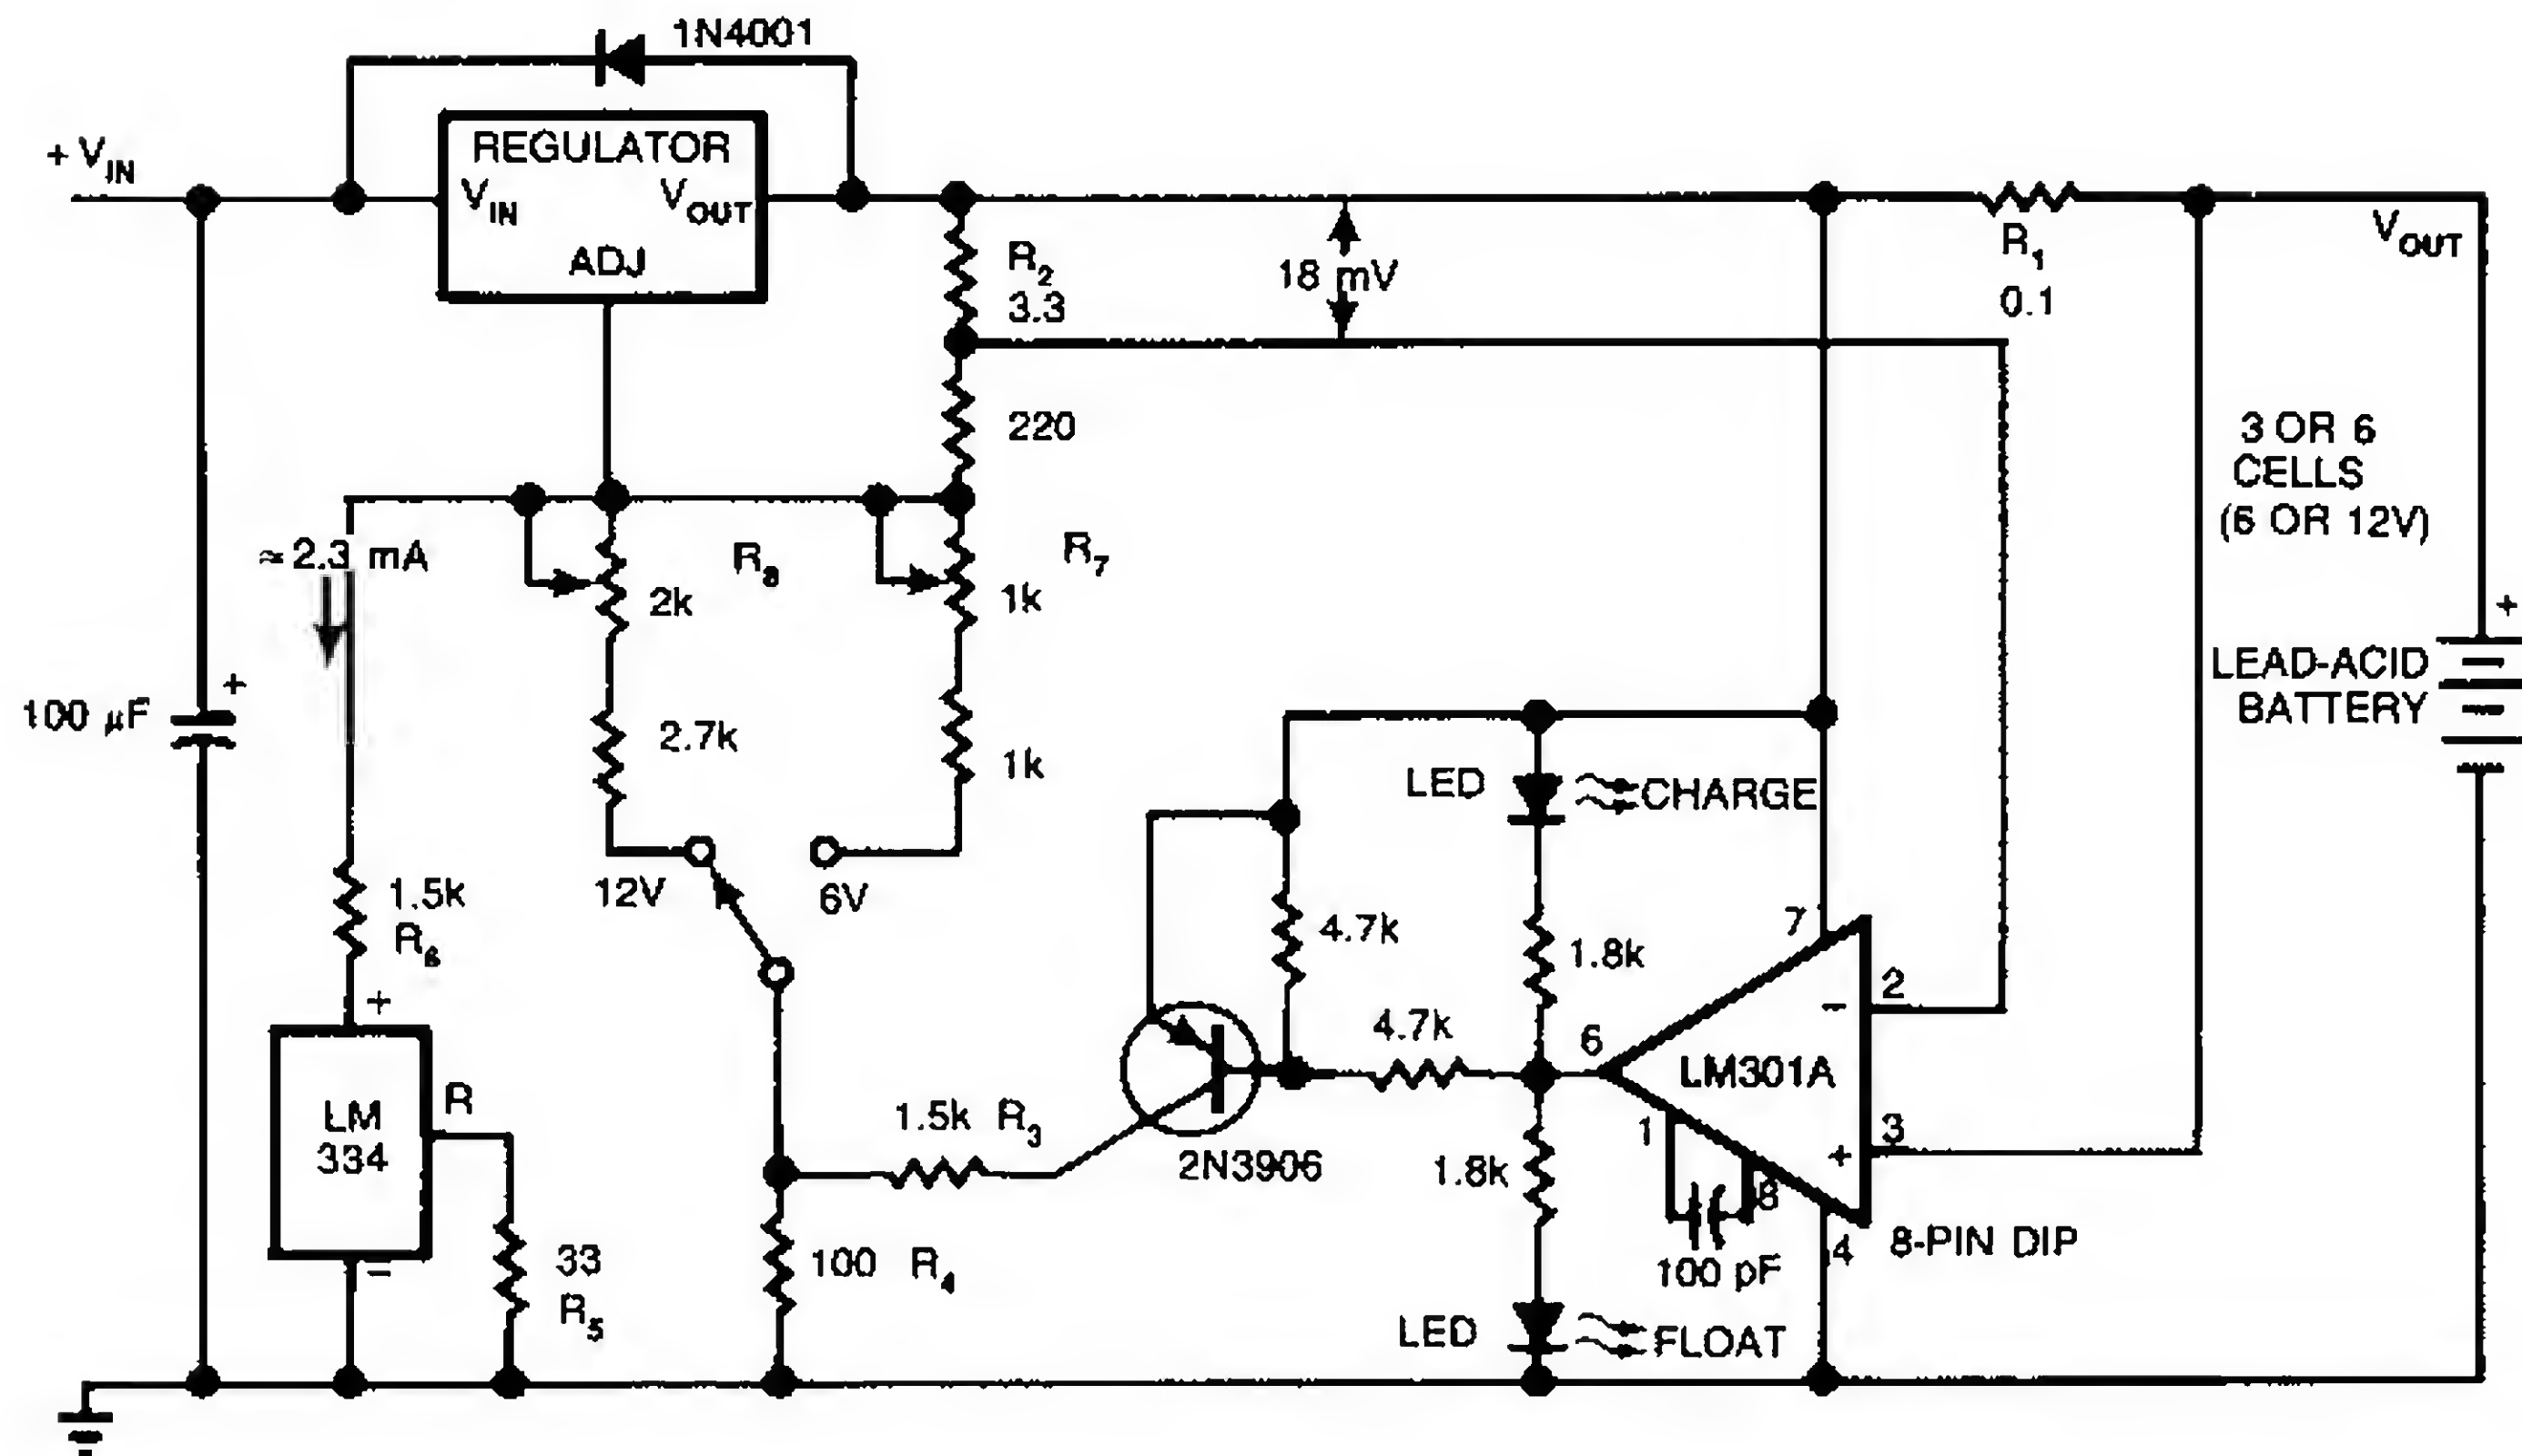 1N4001
+ VIN
REGULATOR
VIN VOUT
ADJ
R2
3.3
18 mV
R1
0.1
VOUT
220
3 OR 6
CELLS
(6 OR 12V)
≈2.3 mA
R8
2k
R7
1k
+
LEAD-ACID
BATTERY
100 µF
+
2.7k
1k
LED
CHARGE
12V
6V
1.5k
R6
4.7k
1.8k
7
2
−
+
4.7k
6
LM301A
LM
334
R
1.5k R3
2N3906
1.8k
1
3
+
8
8-PIN DIP
4
100 pF
−
33
R5
100 R4
LED
FLOAT